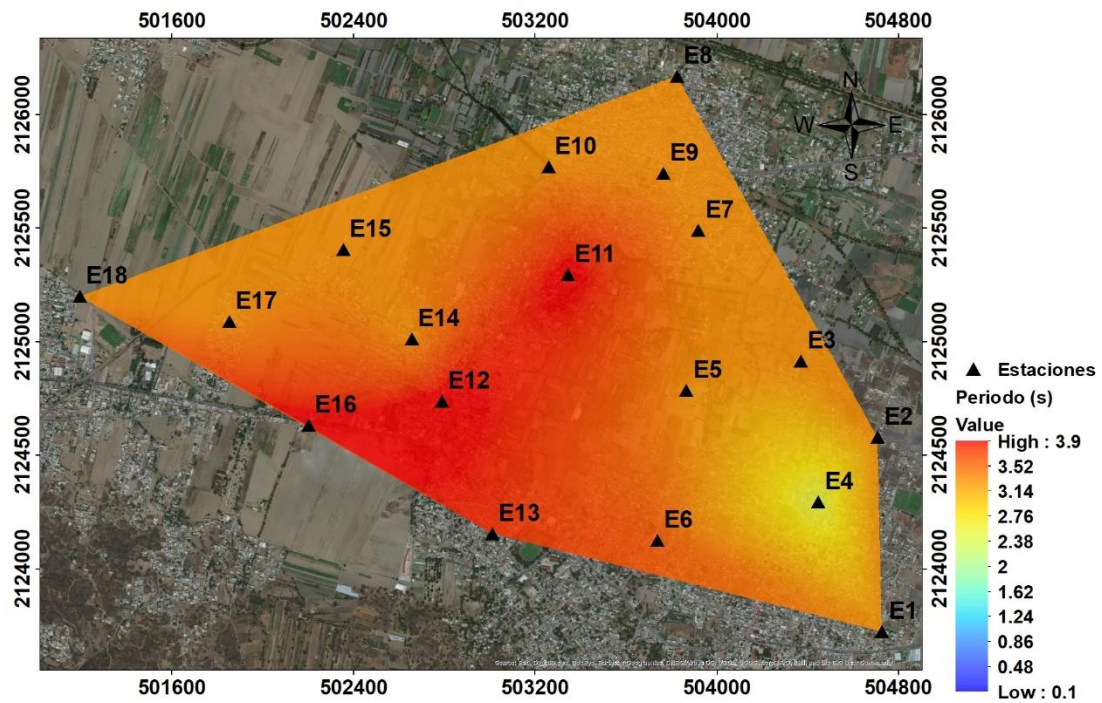 501600 502400 503200 504000 504800
E8
N
W E
S
2126000 2126000
E10
E9
E7
E15
2125500 2125500
E11
E18
E17
E14
2125000 2125000
E3
E5
E12
E16
E2
2124500 2124500
E4
E13
E6
2124000 2124000
E1
Estaciones
Periodo (s)
Value
High : 3.9
3.52
3.14
2.76
2.38
2
1.62
1.24
0.86
0.48
Low : 0.1
501600 502400 503200 504000 504800